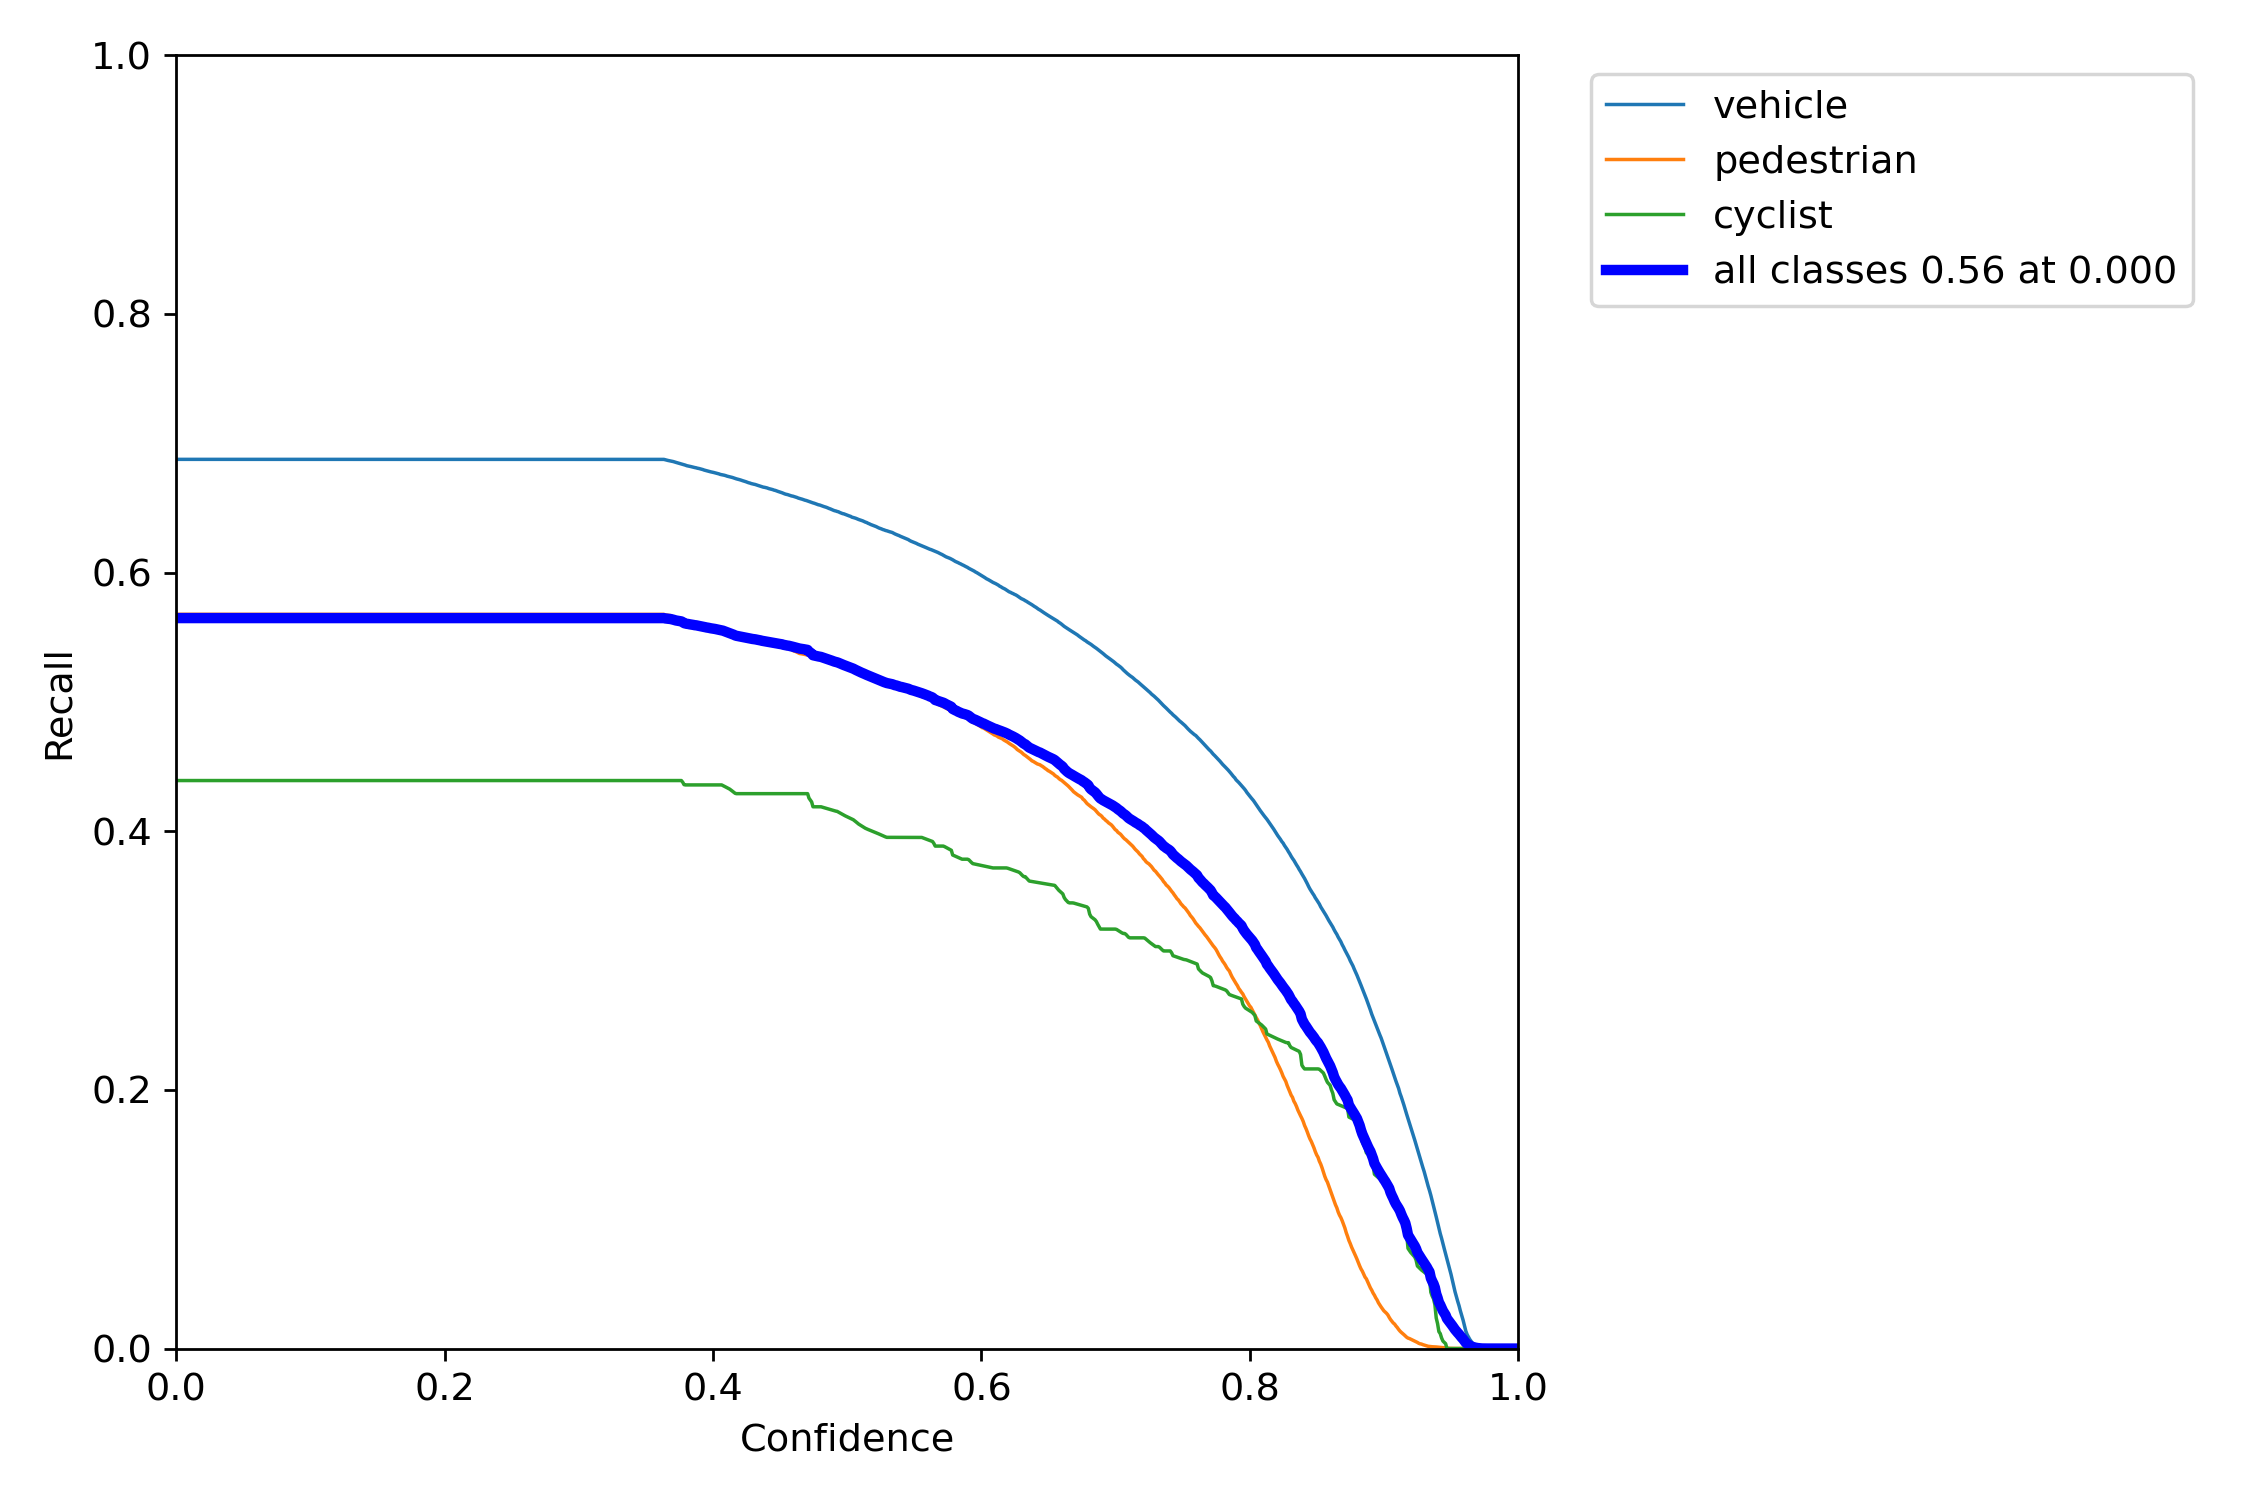 1.0
0.8
0.6
0.4
0.2
0.0
Recall
0.0 0.2 0.4 0.6 0.8 1.0
Confidence
vehicle
pedestrian
cyclist
all classes 0.56 at 0.000